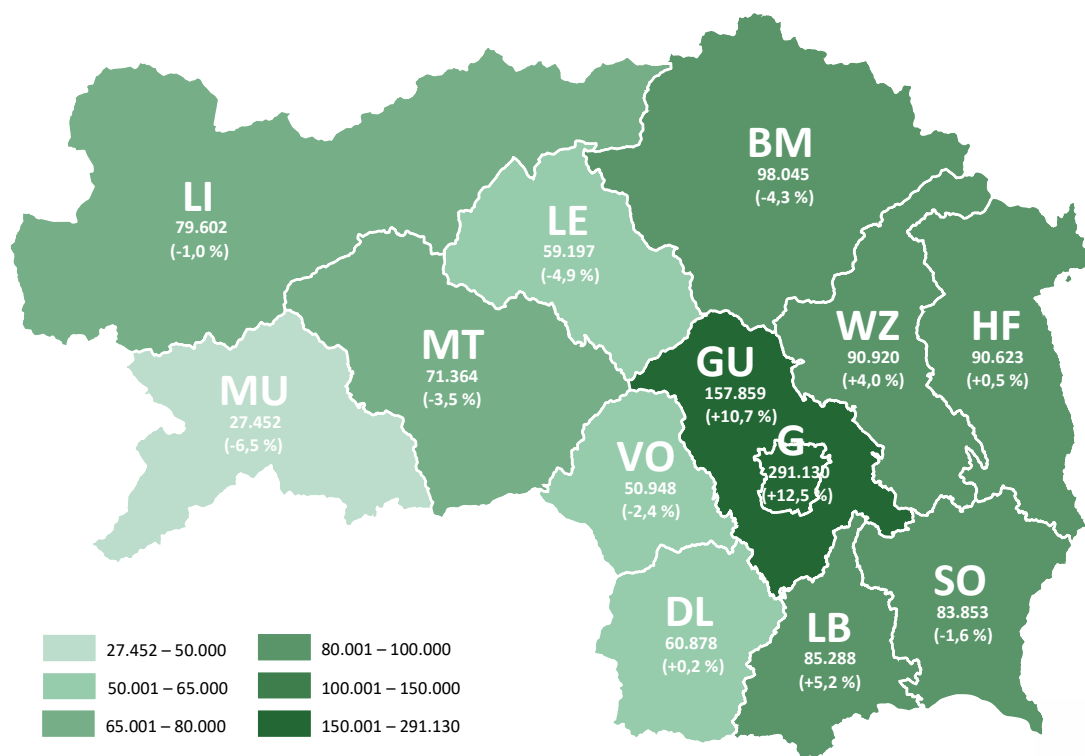 BM
98.045
(-4,3 %)
LI
79.602
(-1,0 %)
LE
59.197
(-4,9 %)
WZ
90.920
(+4,0 %)
HF
90.623
(+0,5 %)
MT
71.364
(-3,5 %)
GU
157.859
(+10,7 %)
MU
27.452
(-6,5 %)
G
291.130
(+12,5 %)
VO
50.948
(-2,4 %)
SO
83.853
(-1,6 %)
DL
60.878
(+0,2 %)
LB
85.288
(+5,2 %)
27.452 – 50.000
50.001 – 65.000
65.001 – 80.000
80.001 – 100.000
100.001 – 150.000
150.001 – 291.130